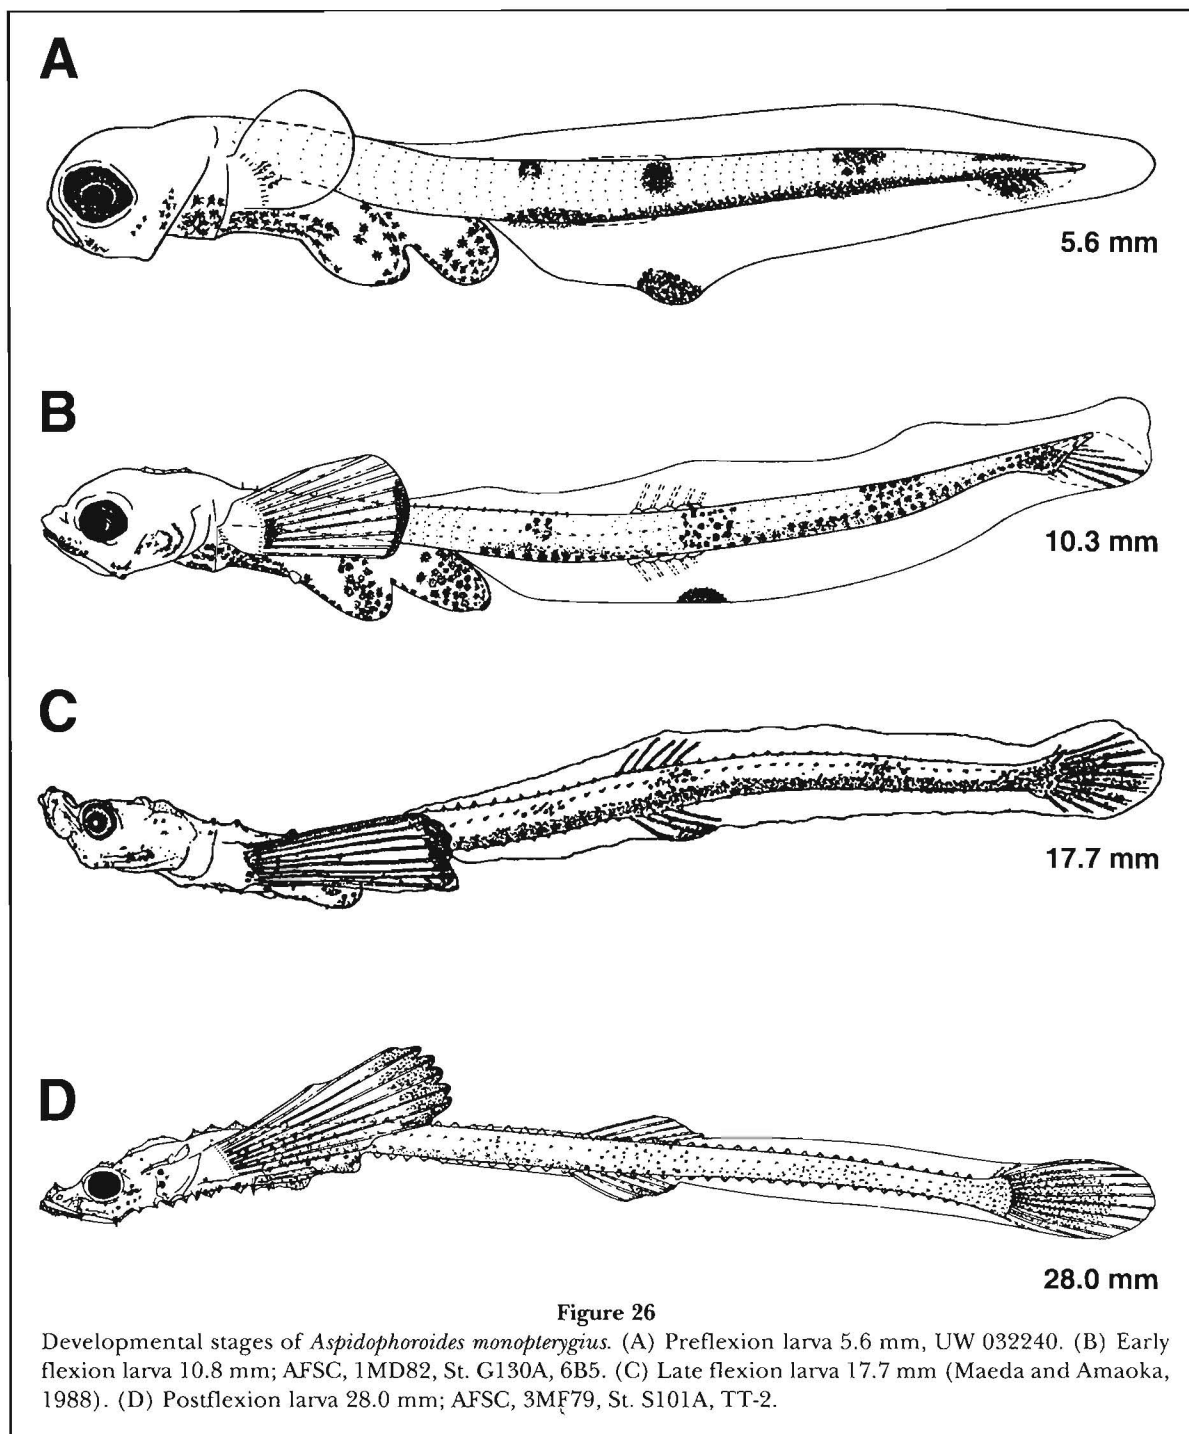 A
5.6 mm
B
10.3 mm
C
17.7 mm
D
28.0 mm
Figure 26
Developmental stages of Aspidophoroides monopterygius. (A) Preflexion larva 5.6 mm, UW 032240. (B) Early
flexion larva 10.8 mm; AFSC, 1MD82, St. G130A, 6B5. (C) Late flexion larva 17.7 mm (Maeda and Amaoka,
1988). (D) Postflexion larva 28.0 mm; AFSC, 3MF79, St. S101A, TT-2.